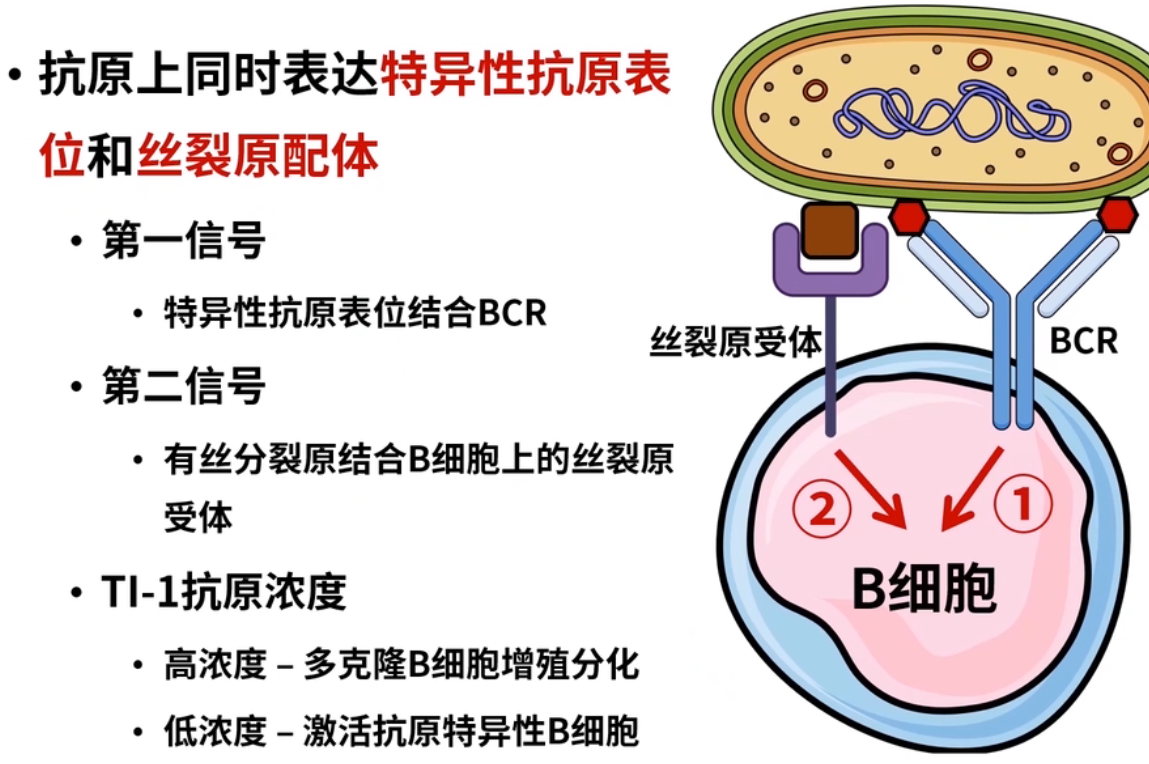 • 抗原上同时表达特异性抗原表
位和丝裂原配体
• 第一信号
• 特异性抗原表位结合BCR
• 第二信号
• 有丝分裂原结合B细胞上的丝裂原
受体
• TI-1抗原浓度
• 高浓度 – 多克隆B细胞增殖分化
• 低浓度 – 激活抗原特异性B细胞
丝裂原受体
BCR
②
①
B细胞